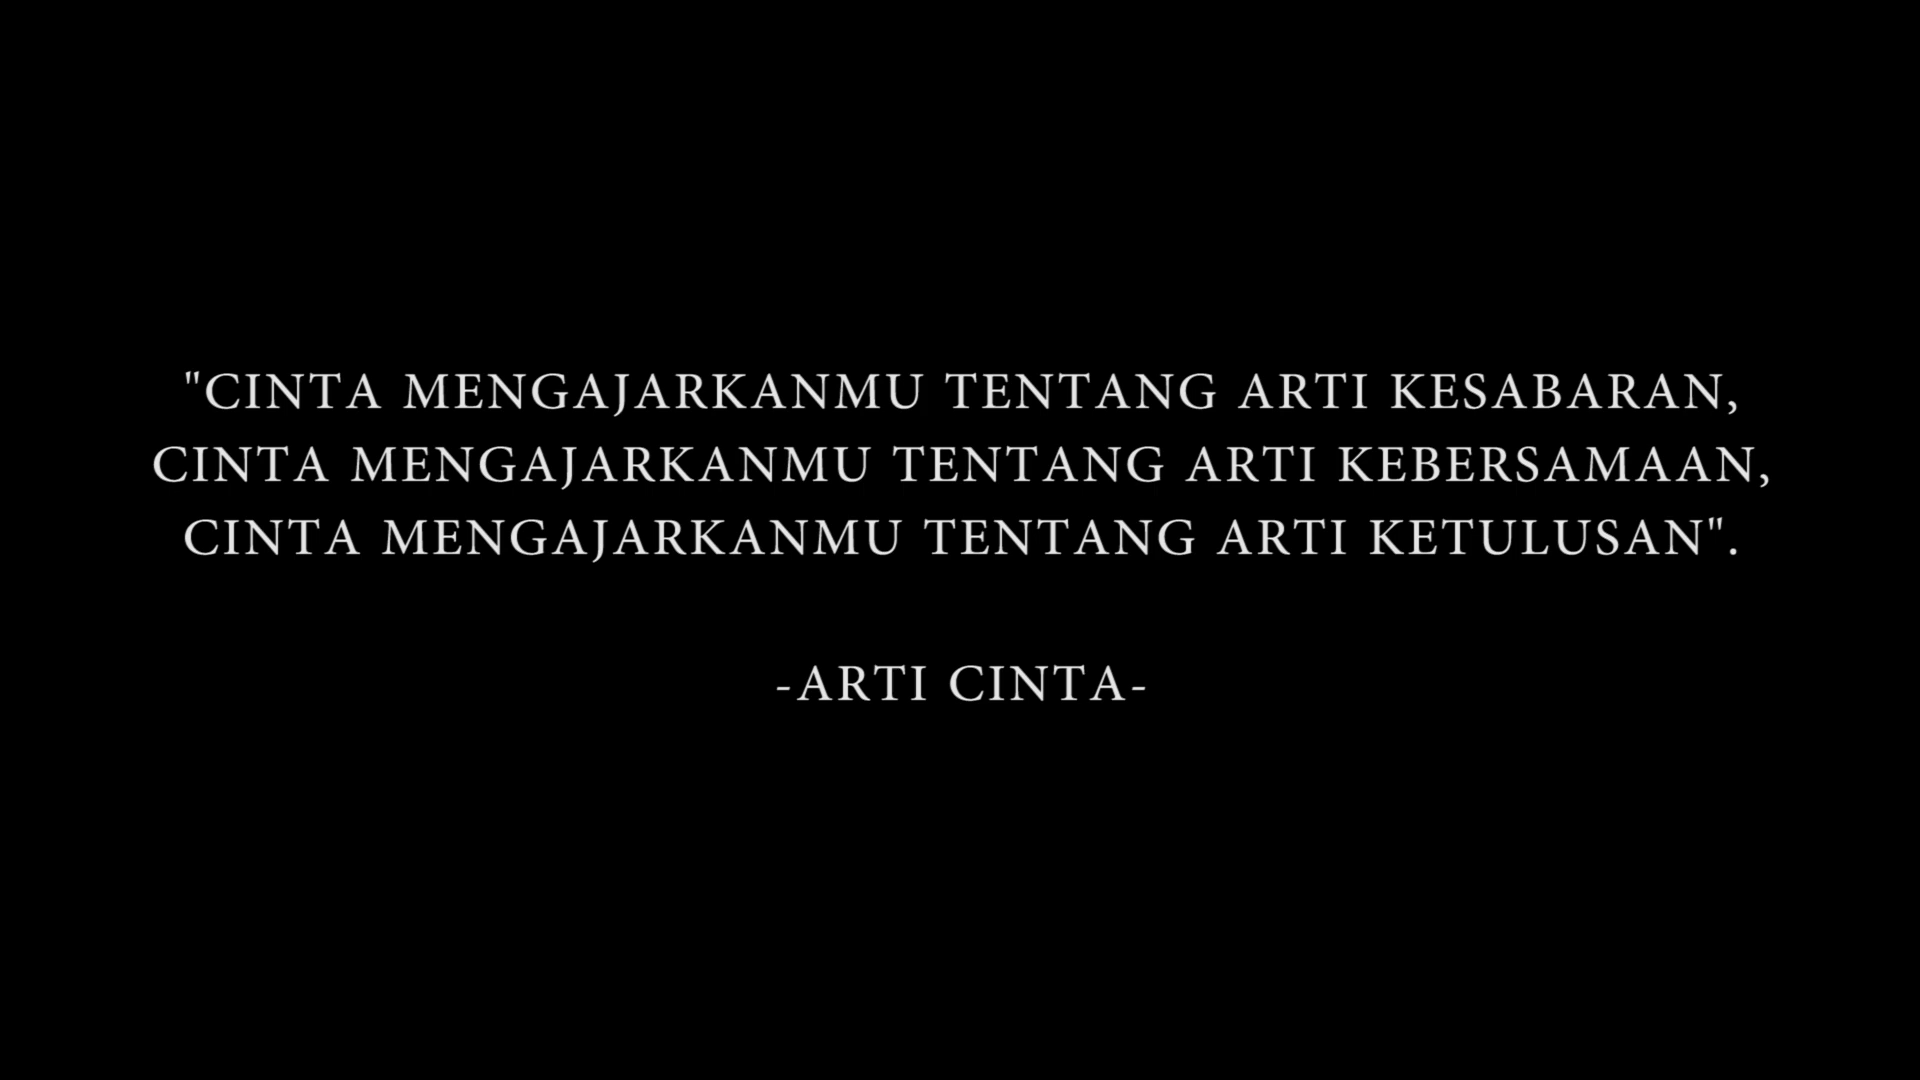 "CINTA MENGAJARKANMU TENTANG ARTI KESABARAN,
CINTA MENGAJARKANMU TENTANG ARTI KEBERSAMAAN,
CINTA MENGAJARKANMU TENTANG ARTI KETULUSAN".
-ARTI CINTA-